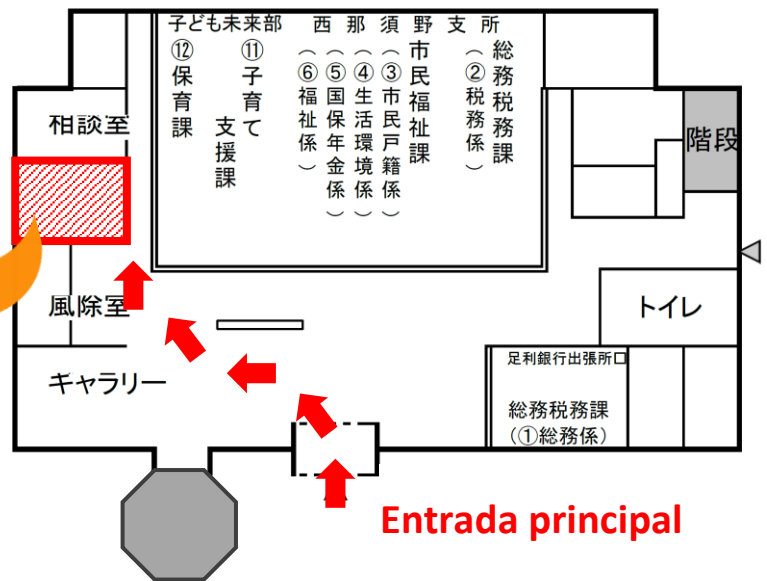 子ども未来部
西那須野支所
総務税務課
（②税務係）
市民福祉課
（③市民戸籍係）
（④生活環境係）
（⑤国保年金係）
（⑥福祉係）
⑪子育て
支援課
⑫保育課
相談室
階段
風除室
トイレ
ギャラリー
足利銀行出張所口
総務税務課
（①総務係）
Entrada principal